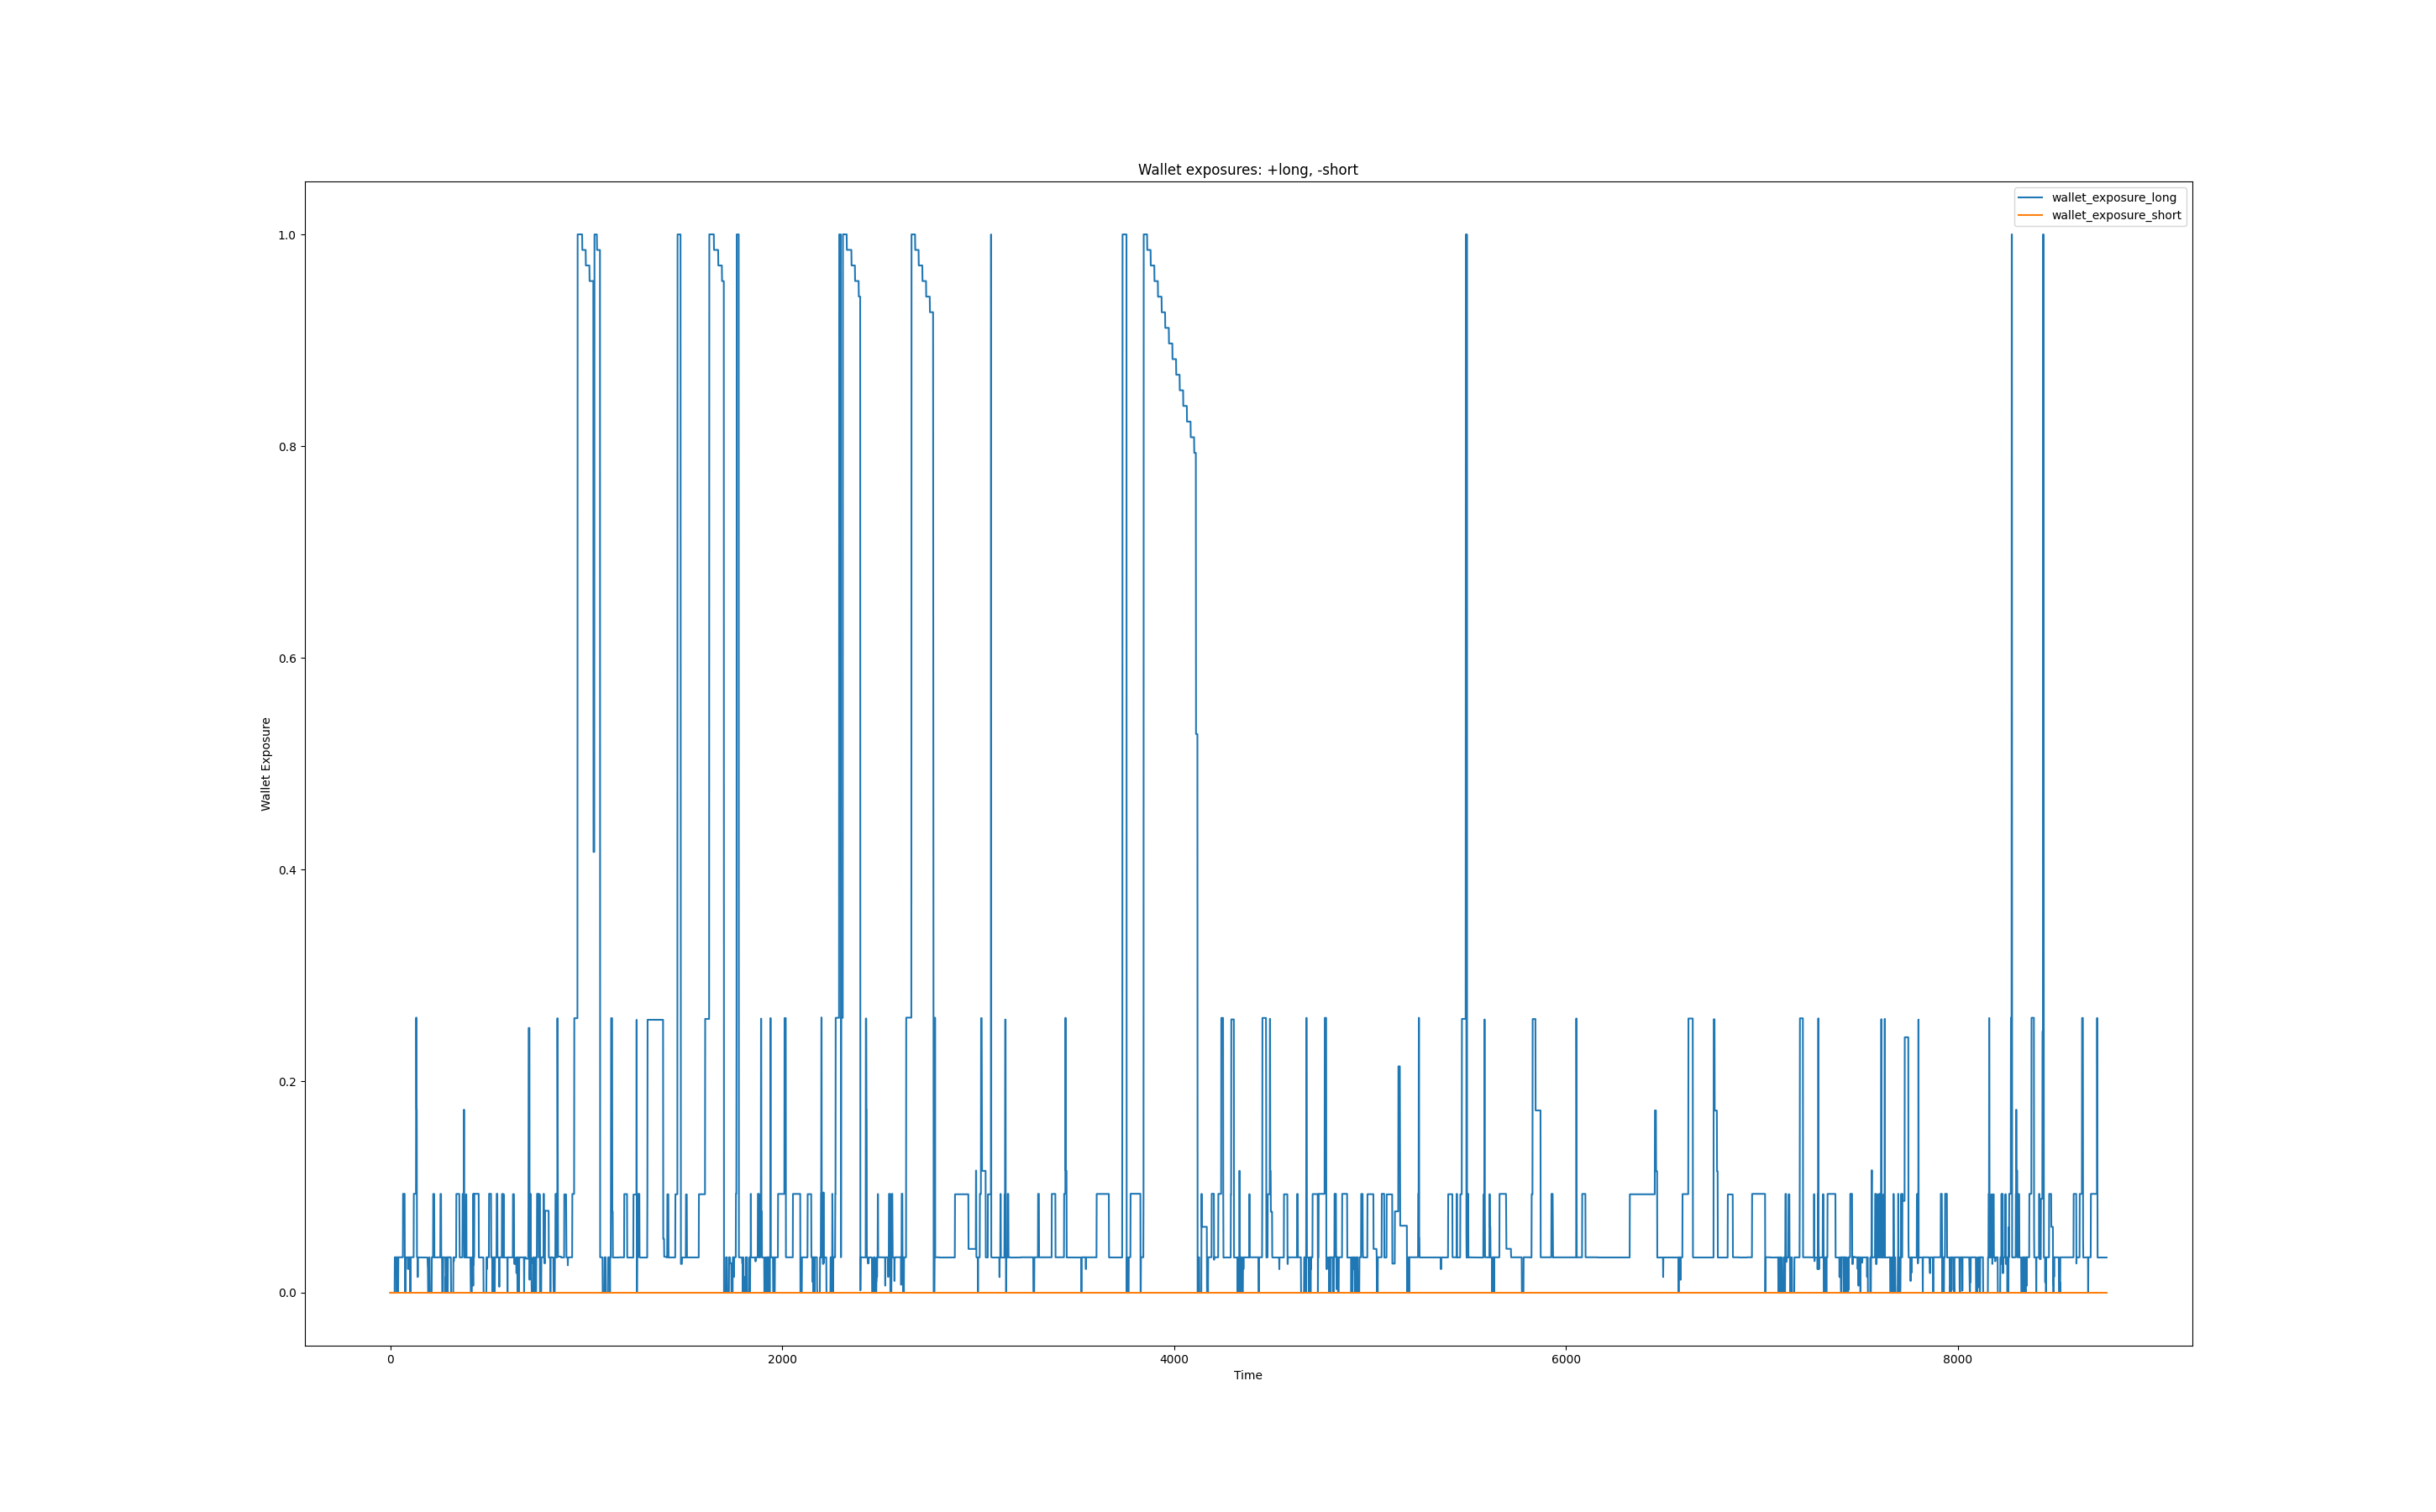 Wallet exposures: +long, -short
wallet_exposure_long
wallet_exposure_short
1.0
0.8
0.6
0.4
0.2
0.0
Wallet Exposure
0 2000 4000 6000 8000
Time